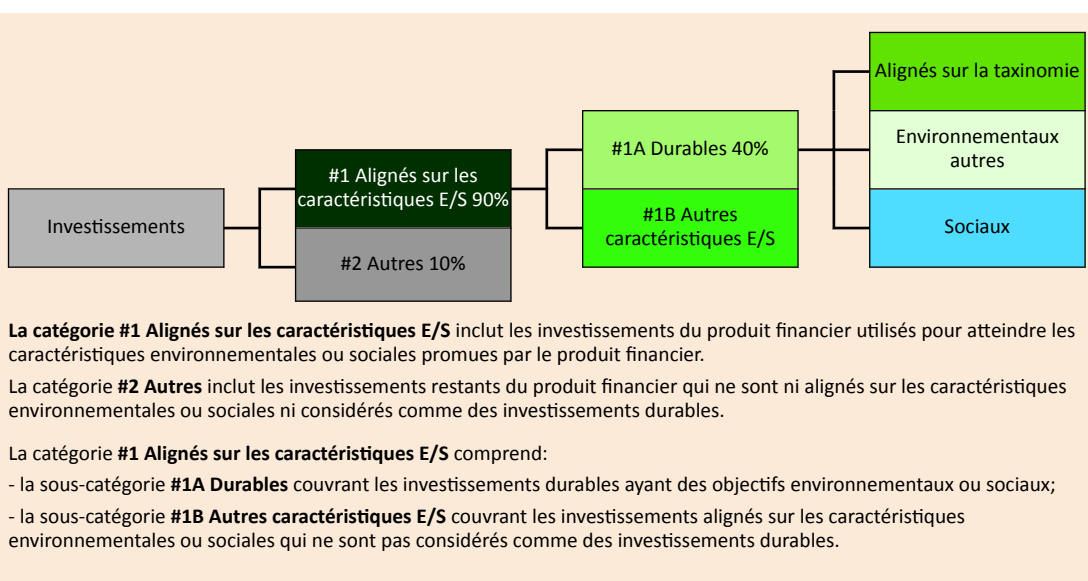 Investissements
#1 Alignés sur les
caractéristiques E/S 90%
#2 Autres 10%
#1A Durables 40%
#1B Autres
caractéristiques E/S
Alignés sur la taxinomie
Environnementaux
autres
Sociaux
La catégorie #1 Alignés sur les caractéristiques E/S inclut les investissements du produit financier utilisés pour atteindre les
caractéristiques environnementales ou sociales promues par le produit financier.
La catégorie #2 Autres inclut les investissements restants du produit financier qui ne sont ni alignés sur les caractéristiques
environnementales ou sociales ni considérés comme des investissements durables.
La catégorie #1 Alignés sur les caractéristiques E/S comprend:
- la sous-catégorie #1A Durables couvrant les investissements durables ayant des objectifs environnementaux ou sociaux;
- la sous-catégorie #1B Autres caractéristiques E/S couvrant les investissements alignés sur les caractéristiques
environnementales ou sociales qui ne sont pas considérés comme des investissements durables.